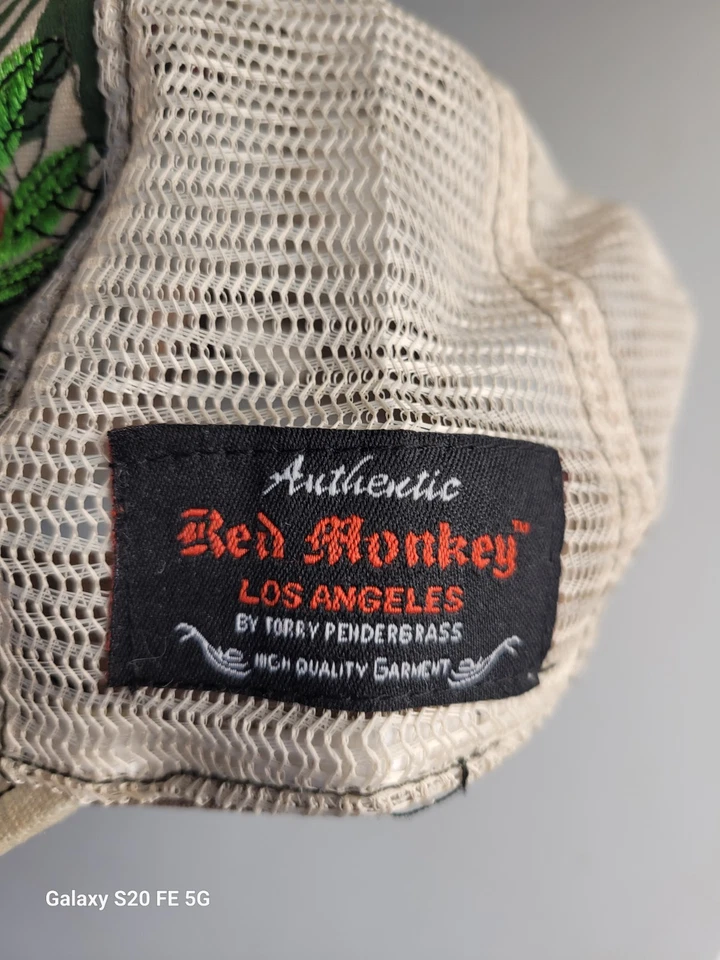 Authentic
Red Monkey™
LOS ANGELES
BY TORRY PENDERGRASS
HIGH QUALITY GARMENT
Galaxy S20 FE 5G